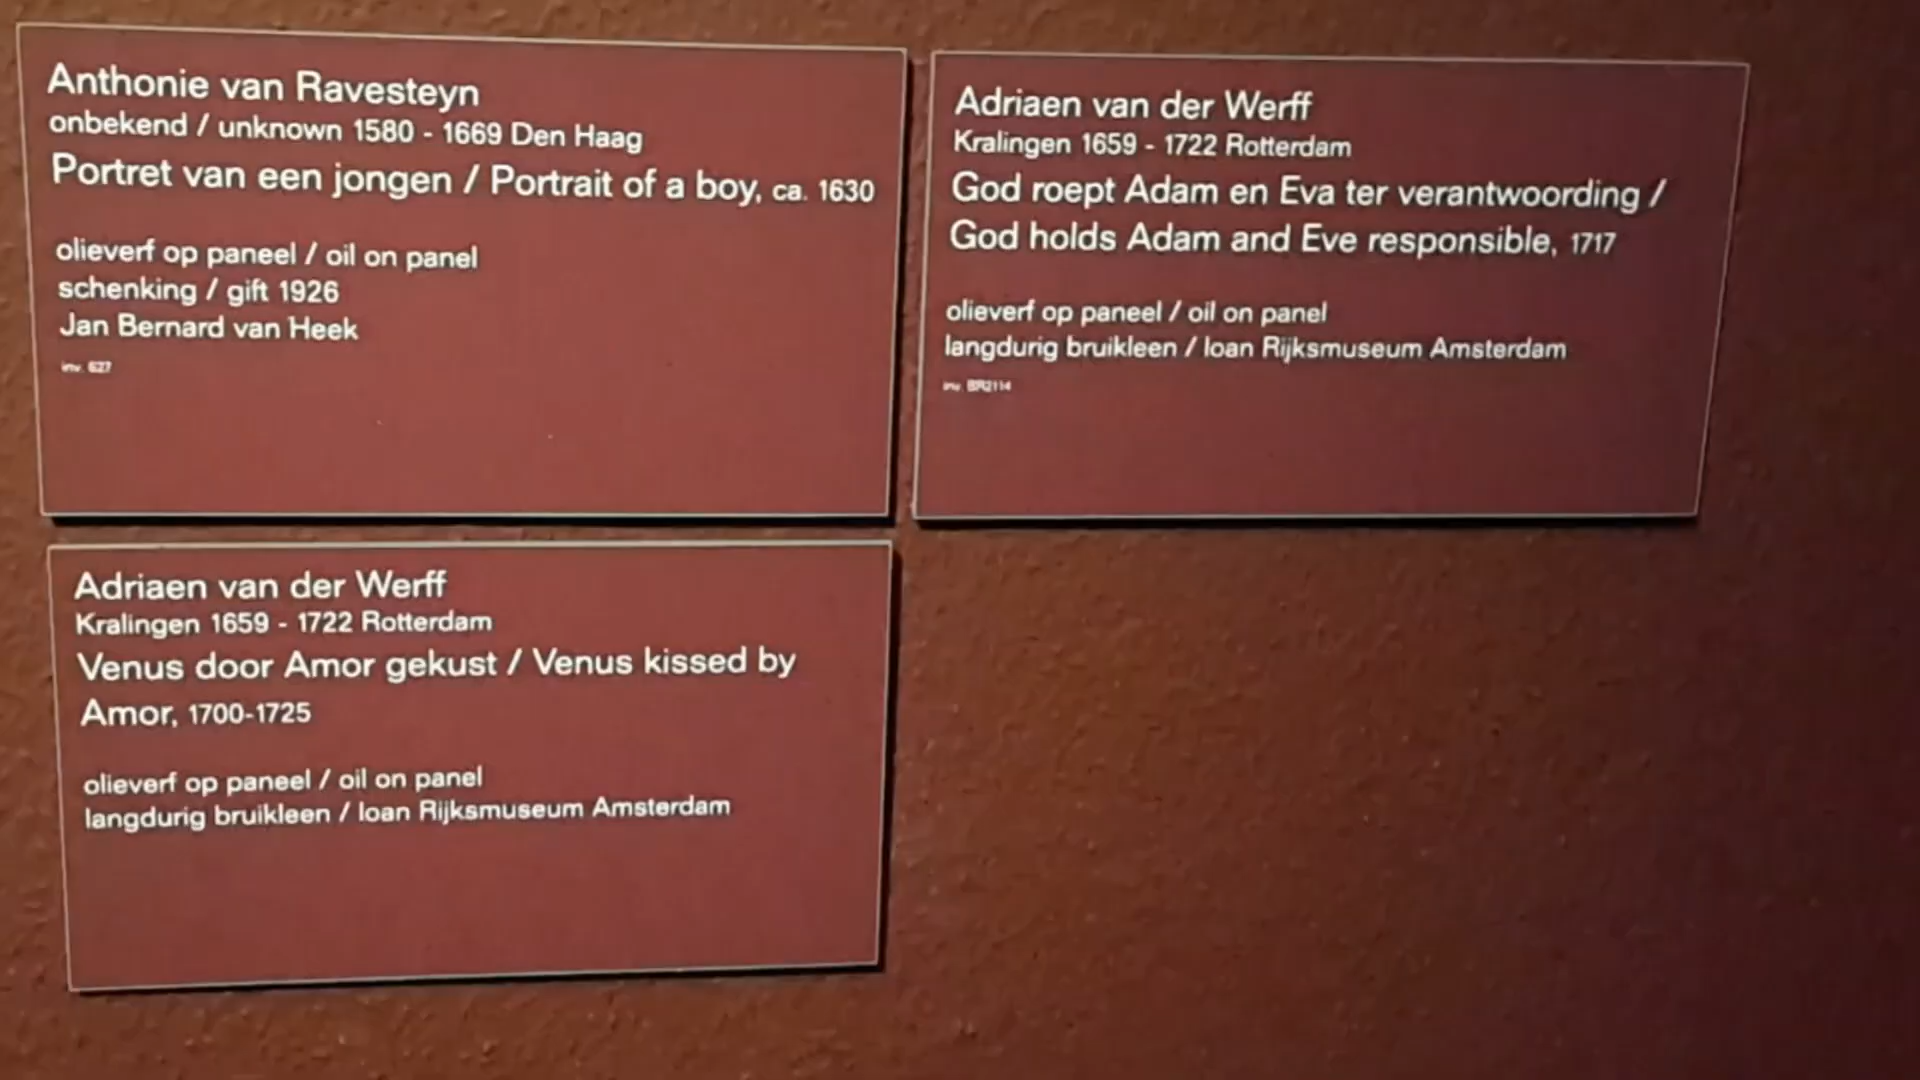 Anthonie van Ravesteyn
onbekend / unknown 1580 - 1669 Den Haag
Portret van een jongen / Portrait of a boy, ca. 1630
olieverf op paneel / oil on panel
schenking / gift 1926
Jan Bernard van Heek
inv. 627
Adriaen van der Werff
Kralingen 1659 - 1722 Rotterdam
God roept Adam en Eva ter verantwoording /
God holds Adam and Eve responsible, 1717
olieverf op paneel / oil on panel
langdurig bruikleen / loan Rijksmuseum Amsterdam
inv. BR2114
Adriaen van der Werff
Kralingen 1659 - 1722 Rotterdam
Venus door Amor gekust / Venus kissed by
Amor, 1700-1725
olieverf op paneel / oil on panel
langdurig bruikleen / loan Rijksmuseum Amsterdam